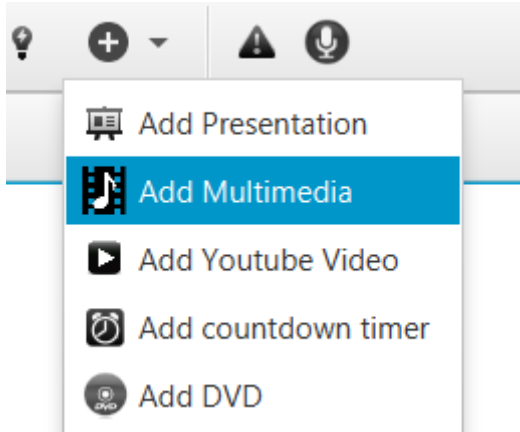 Add Presentation
Add Multimedia
Add Youtube Video
Add countdown timer
Add DVD